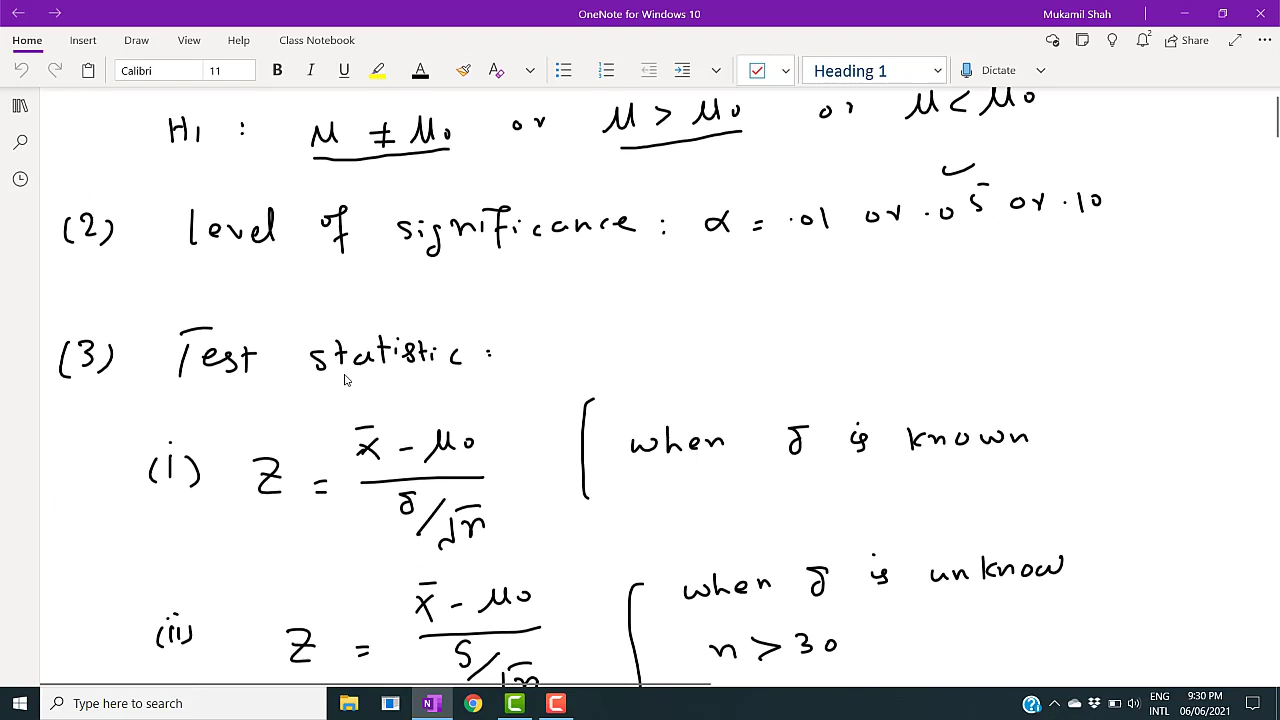 OneNote for Windows 10
Mukamil Shah
Home Insert Draw View Help Class Notebook
Share
Calibri 11 B I U A Heading 1 Dictate
H1 : μ ≠ μ0 or μ > μ0 or μ < μ0
(2) level of significance : α = .01 or .05 or .10
(3) Test statistic :
(i) Z = x̄ - μ0 / σ/√n when σ is known
(ii) Z = x̄ - μ0 / S/√n when σ is unknow
n > 30
Type here to search
ENG 9:30 PM
INTL 06/06/2021